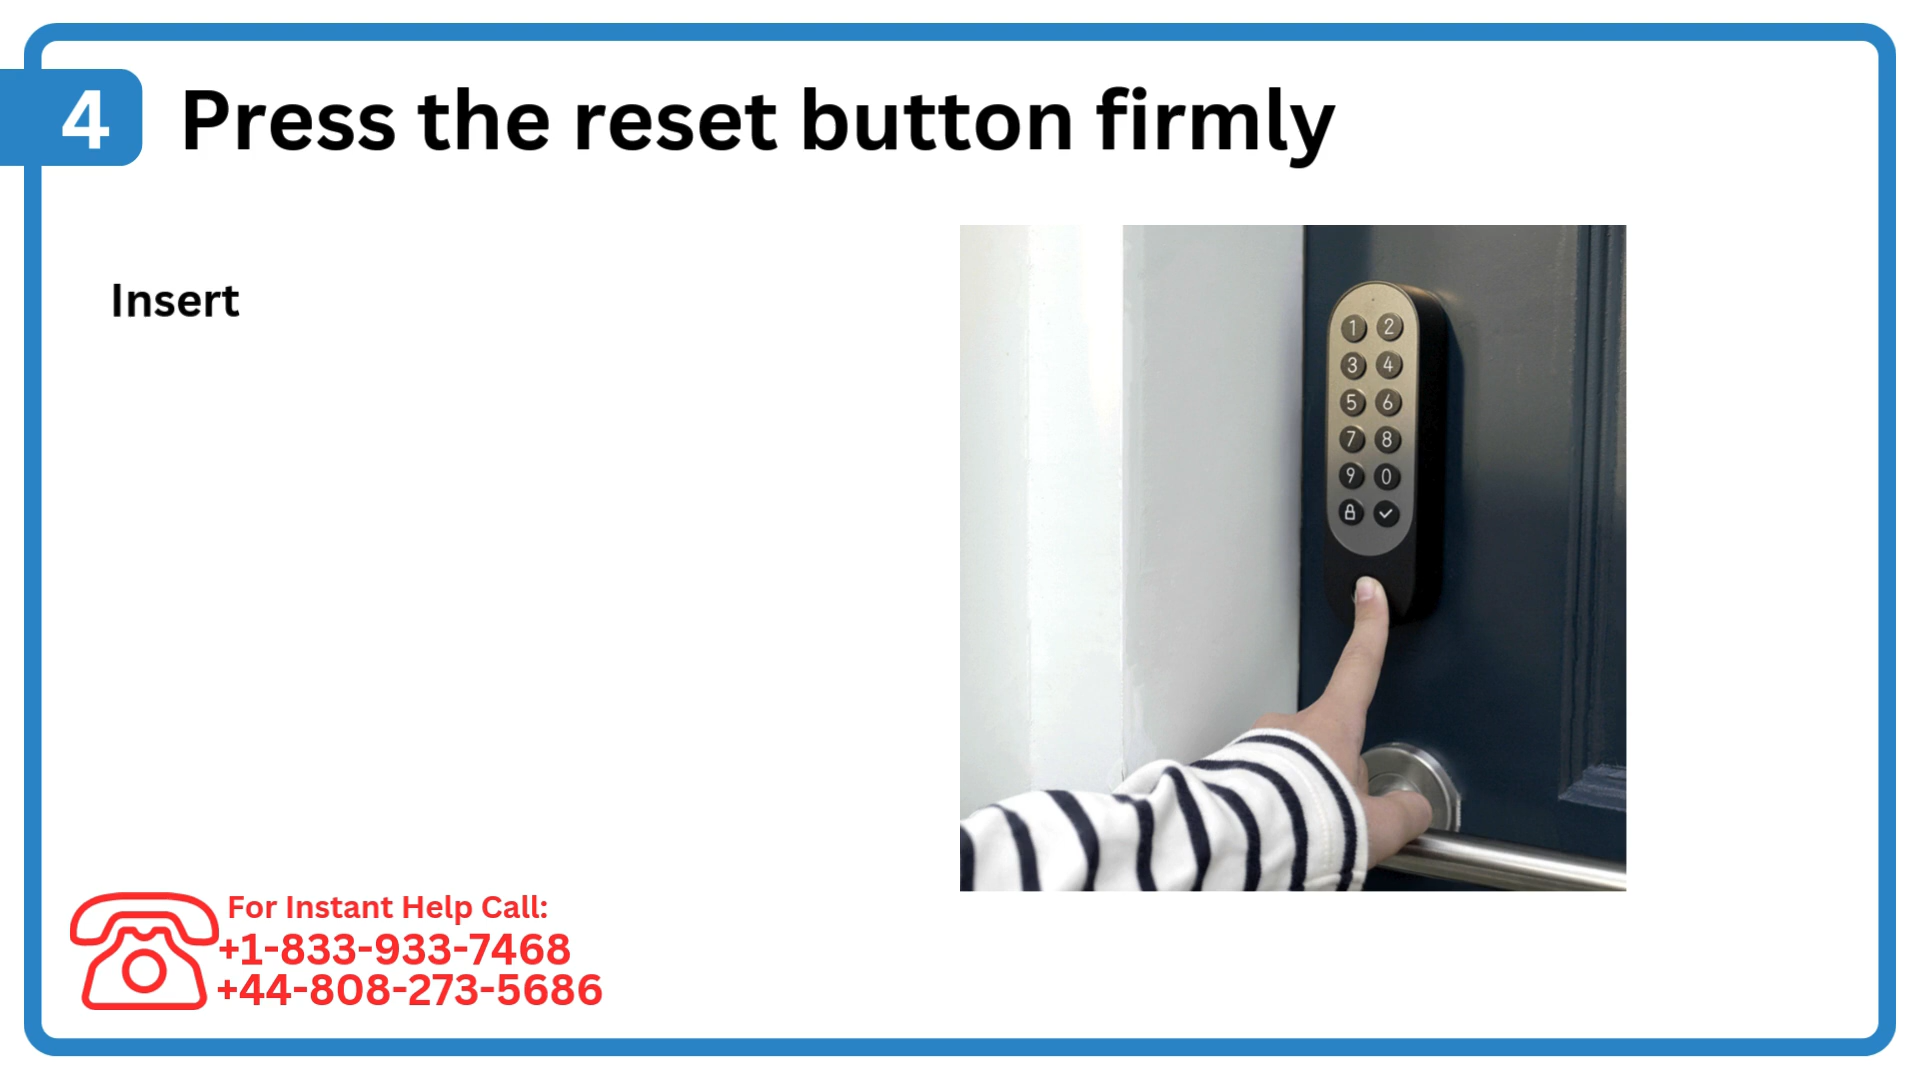 4
Press the reset button firmly
Insert
1 2
3 4
5 6
7 8
9 0
For Instant Help Call:
+1-833-933-7468
+44-808-273-5686